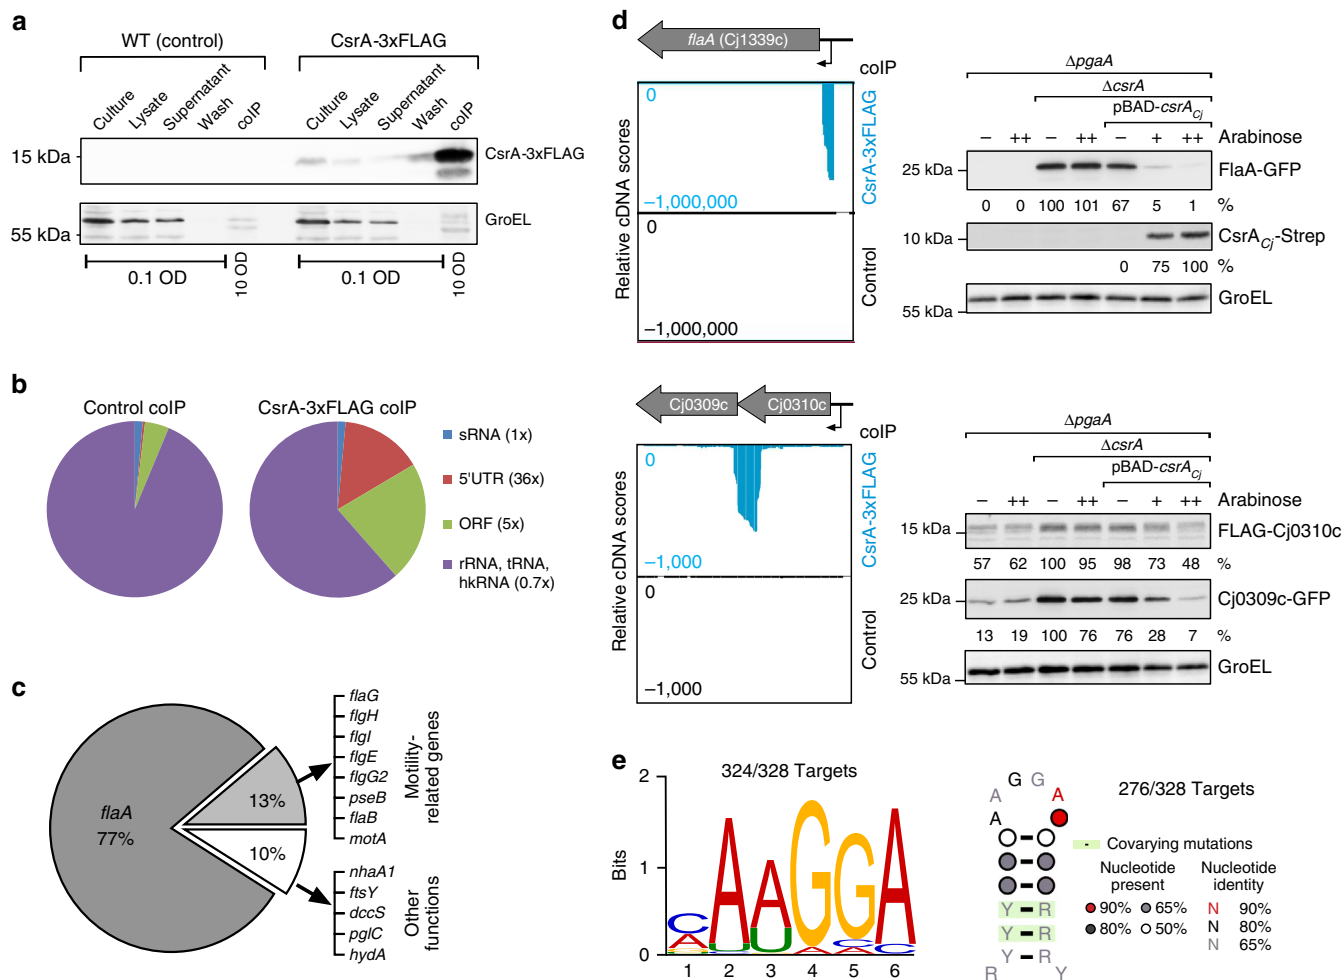 a
WT (control)
CsrA-3xFLAG
Culture
Lysate
Supernatant
Wash
coIP
Culture
Lysate
Supernatant
Wash
coIP
15 kDa
CsrA-3xFLAG
55 kDa
GroEL
0.1 OD
10 OD
0.1 OD
10 OD
b
Control coIP
CsrA-3xFLAG coIP
sRNA (1x)
5'UTR (36x)
ORF (5x)
rRNA, tRNA,
hkRNA (0.7x)
c
flaA
77%
13%
10%
flaG
flgH
flgI
flgE
flgG2
pseB
flaB
motA
Motility-
related genes
nhaA1
ftsY
dccS
pglC
hydA
Other
function
d
flaA (Cj1339c)
coIP
Relative cDNA scores
0
−1,000,000
CsrA-3xFLAG
0
−1,000,000
Control
ΔpgaA
ΔcsrA
pBAD-csrACj
− ++ − ++ − + ++ Arabinose
25 kDa
FlaA-GFP
0 0 100 101 67 5 1 %
10 kDa
CsrACj-Strep
0 75 100 %
55 kDa
GroEL
Cj0309c
Cj0310c
coIP
Relative cDNA scores
0
−1,000
CsrA-3xFLAG
0
−1,000
Control
ΔpgaA
ΔcsrA
pBAD-csrACj
− ++ − ++ − + ++ Arabinose
15 kDa
FLAG-Cj0310c
57 62 100 95 98 73 48 %
25 kDa
Cj0309c-GFP
13 19 100 76 76 28 7 %
55 kDa
GroEL
e
324/328 Targets
Bits
2
1
0
C
A
A
U
A
U
G
A
G
C
A
A
C
1 2 3 4 5 6
276/328 Targets
A G G A
A
Y - R
Y - R
Y - R
R Y
- Covarying mutations
Nucleotide
present
90% 65%
80% 50%
Nucleotide
identity
N 90%
N 80%
N 65%